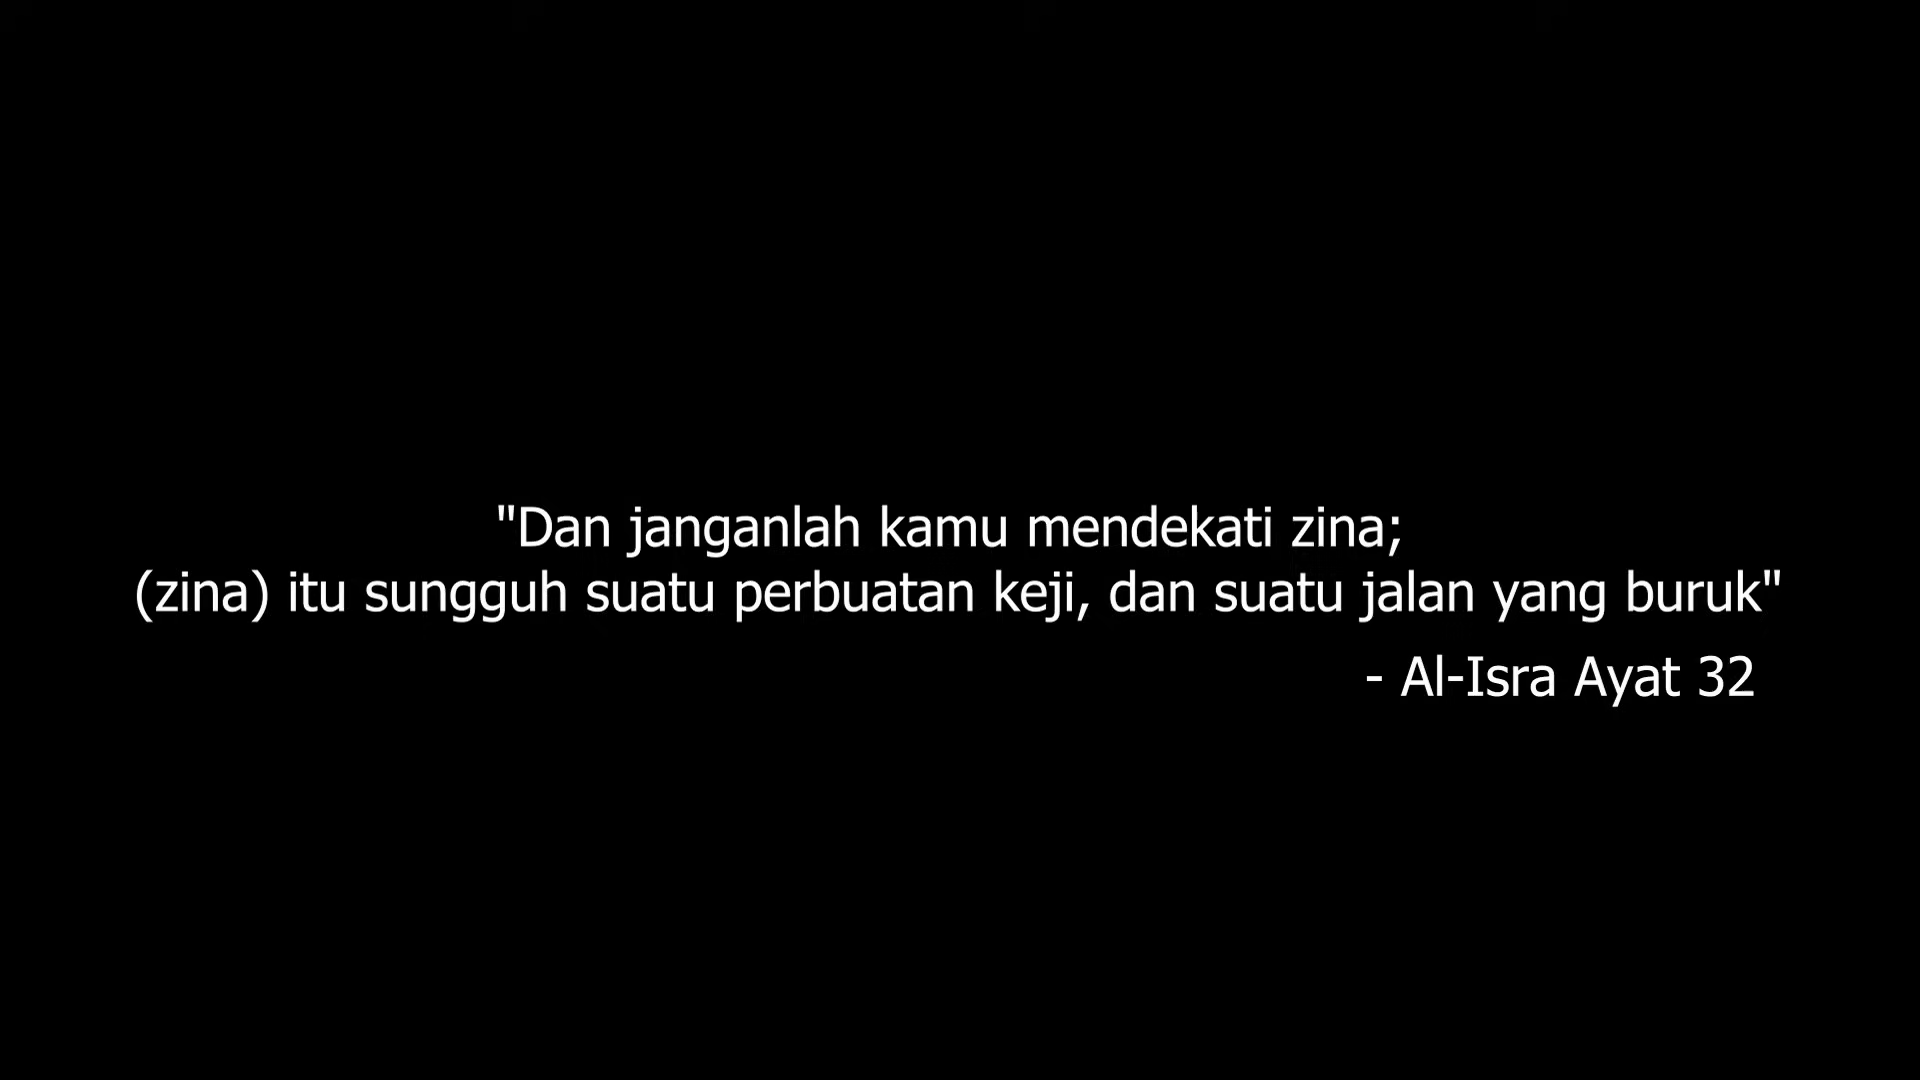 "Dan janganlah kamu mendekati zina;
(zina) itu sungguh suatu perbuatan keji, dan suatu jalan yang buruk"
- Al-Isra Ayat 32